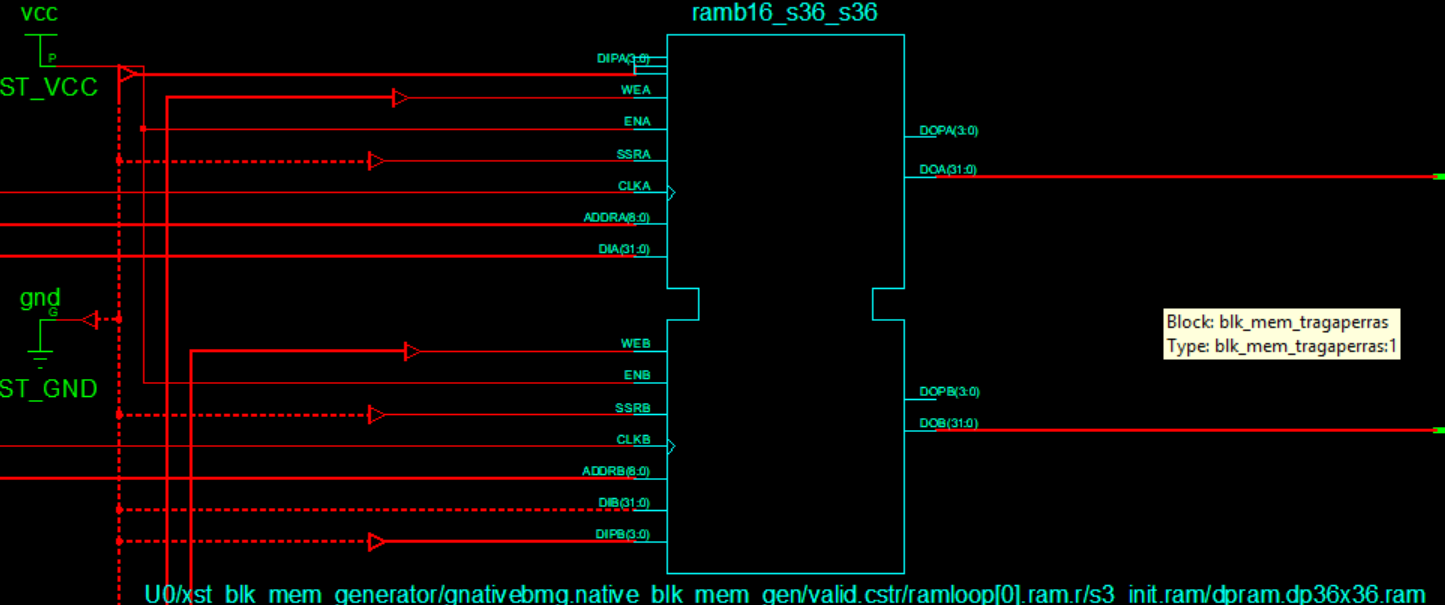 vcc
P
ST_VCC
gnd
G
ST_GND
ramb16_s36_s36
DIPA(3:0)
WEA
ENA
SSRA
CLKA
ADDRA(8:0)
DIA(31:0)
WEB
ENB
SSRB
CLKB
ADDRB(8:0)
DIB(31:0)
DIPB(3:0)
DOPA(3:0)
DOA(31:0)
DOPB(3:0)
DOB(31:0)
Block: blk_mem_tragaperras
Type: blk_mem_tragaperras:1
U0/xst_blk_mem_generator/gnativebmg.native_blk_mem_gen/valid.cstr/ramloop[0].ram.r/s3_init.ram/dpram.dp36x36.ram